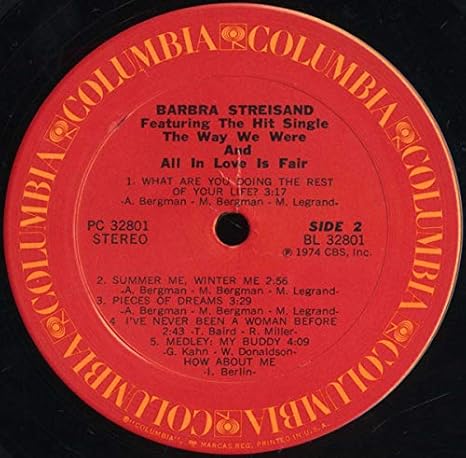 COLUMBIA COLUMBIA COLUMBIA COLUMBIA COLUMBIA COLUMBIA
BARBRA STREISAND
Featuring The Hit Single
The Way We Were
And
All In Love Is Fair
1. WHAT ARE YOU DOING THE REST
OF YOUR LIFE? 3:17
-A. Bergman - M. Bergman - M. Legrand-
PC 32801
STEREO
SIDE 2
BL 32801
℗ 1974 CBS, Inc.
2. SUMMER ME, WINTER ME 2:56
-A. Bergman - M. Bergman - M. Legrand-
3. PIECES OF DREAMS 3:29
-A. Bergman - M. Bergman - M. Legrand-
4 I'VE NEVER BEEN A WOMAN BEFORE
2:43 -T. Baird - R. Miller-
5. MEDLEY: MY BUDDY 4:09
-G. Kahn - W. Donaldson-
HOW ABOUT ME
-I. Berlin-
®"COLUMBIA", MARCAS REG. PRINTED IN U.S.A.